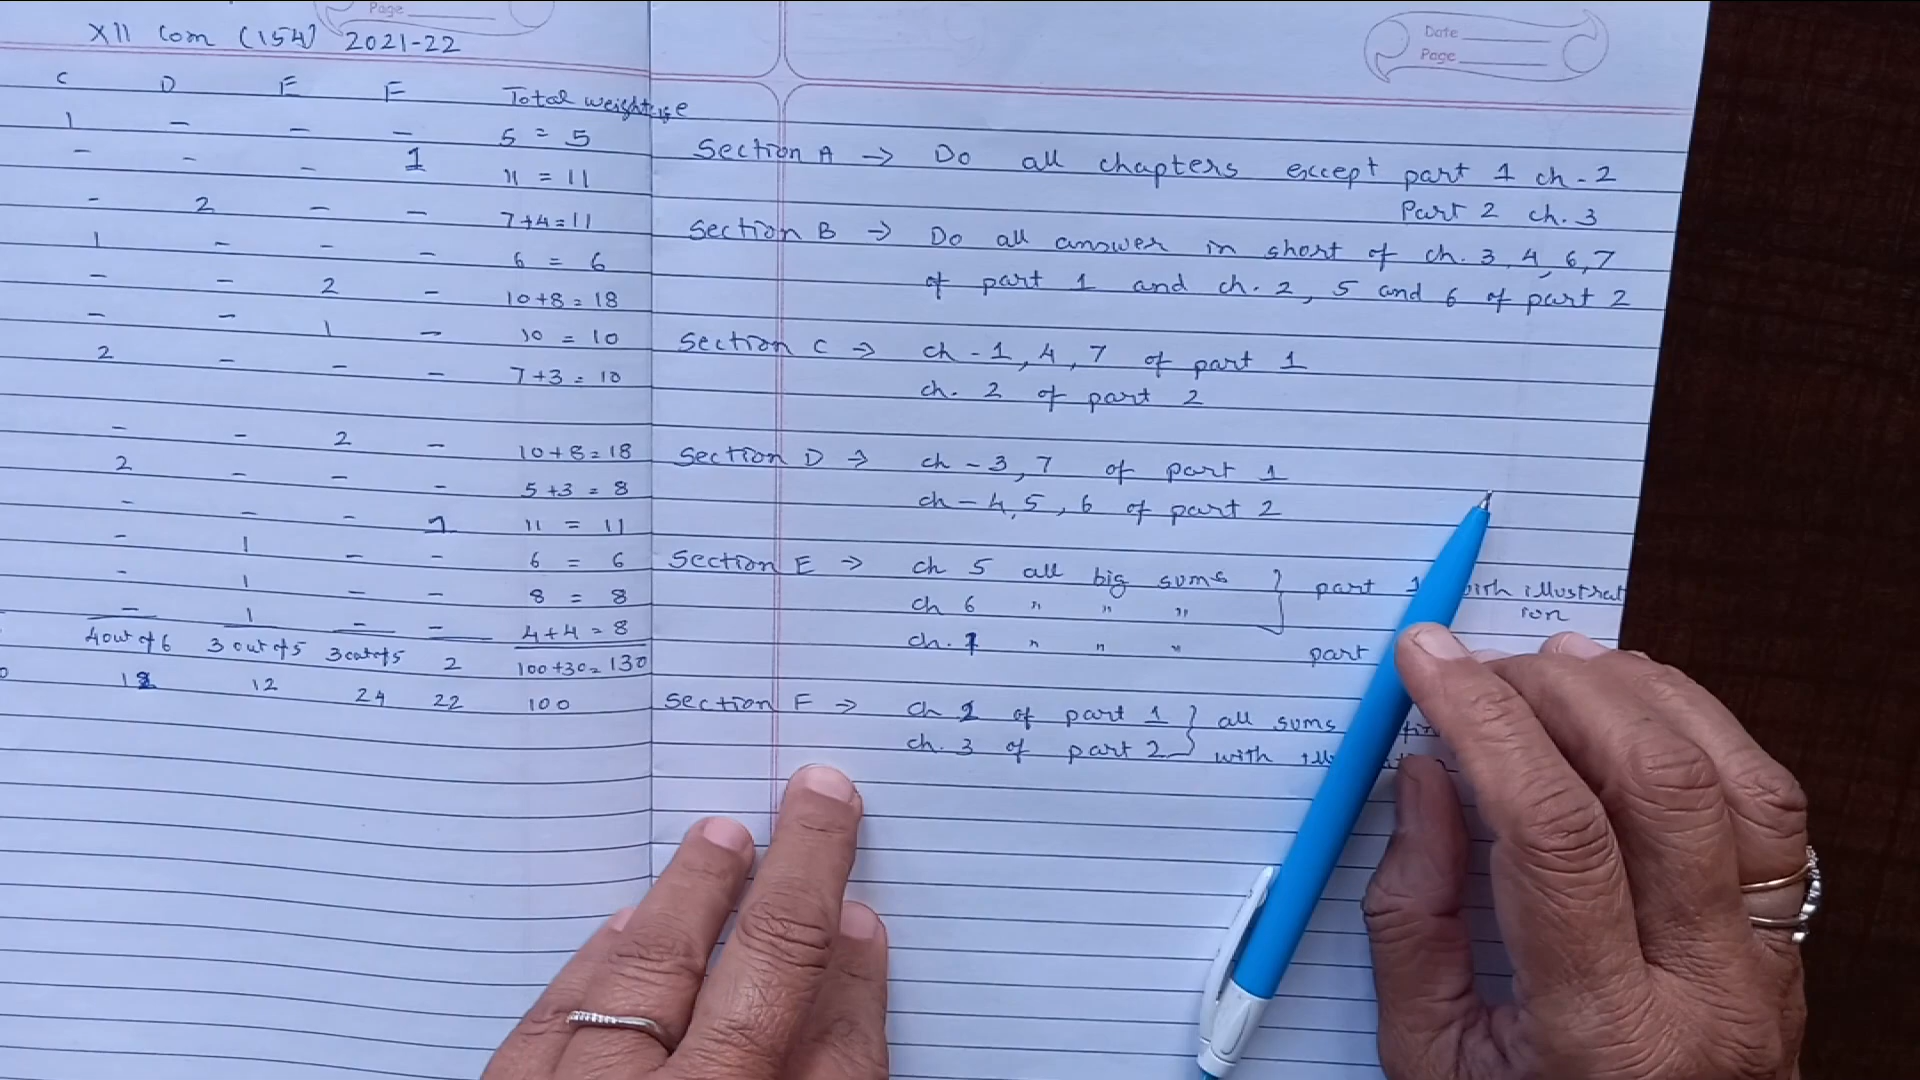 Page
XII com (154) 2021-22
C D E F Total weightage
1 – – – 5 = 5
– – – 1 11 = 11
– 2 – – 7+4=11
1 – – – 6 = 6
– – 2 – 10+8=18
– – 1 – 10 = 10
2 – – – 7+3=10
– – 2 – 10+8=18
2 – – – 5+3=8
– – – 1 11 = 11
– 1 – – 6 = 6
– 1 – – 8 = 8
– 1 – – 4+4=8
4 out of 6 3 out of 5 3 out of 5 2 100+30=130
12 24 22 100
Date
Page
Section A → Do all chapters except part 1 ch-2
Part 2 ch.3
Section B → Do all answer in short of ch. 3, 4, 6, 7
of part 1 and ch. 2, 5 and 6 of part 2
Section C → ch-1, 4, 7 of part 1
ch. 2 of part 2
Section D → ch-3, 7 of part 1
ch-4, 5, 6 of part 2
Section E → ch 5 all big sums } part 1 with illustrat
ch 6 " " " ion
ch. 1 " " " part
Section F → ch 2 of part 1 } all sums
ch. 3 of part 2 } with